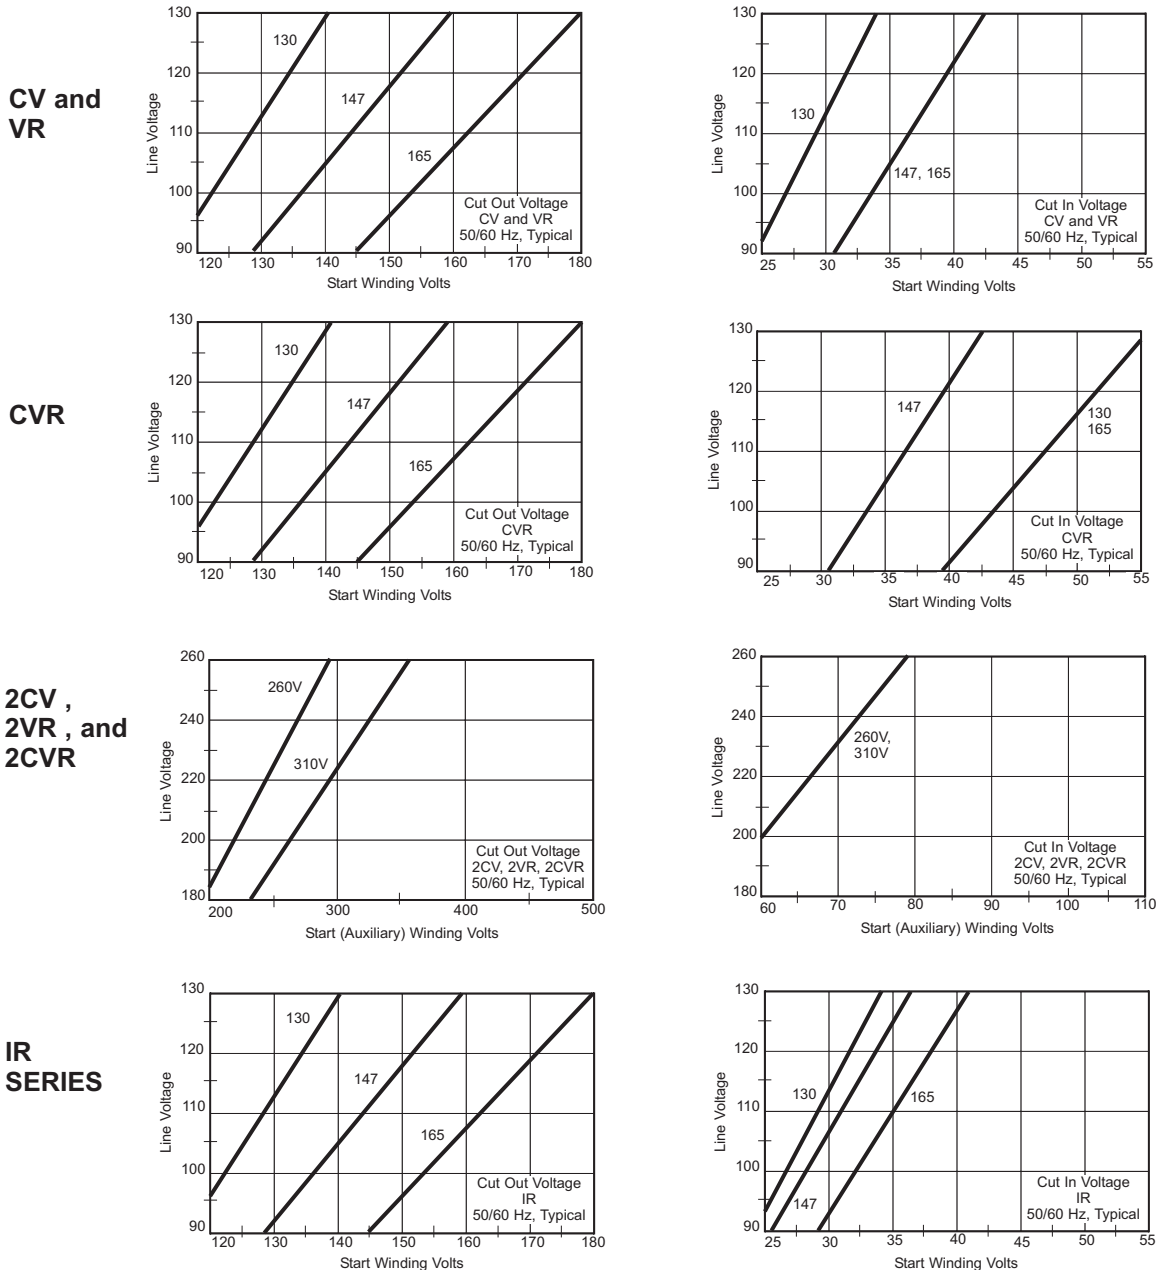 CV and
VR
Line Voltage
130
120
110
100
90
130
147
165
Cut Out Voltage
CV and VR
50/60 Hz, Typical
120 130 140 150 160 170 180
Start Winding Volts
Line Voltage
130
120
110
100
90
130
147, 165
Cut In Voltage
CV and VR
50/60 Hz, Typical
25 30 35 40 45 50 55
Start Winding Volts
CVR
Line Voltage
130
120
110
100
90
130
147
165
Cut Out Voltage
CVR
50/60 Hz, Typical
120 130 140 150 160 170 180
Start Winding Volts
Line Voltage
130
120
110
100
90
147
130
165
Cut In Voltage
CVR
50/60 Hz, Typical
25 30 35 40 45 50 55
Start Winding Volts
2CV ,
2VR , and
2CVR
Line Voltage
260
240
220
200
180
260V
310V
Cut Out Voltage
2CV, 2VR, 2CVR
50/60 Hz, Typical
200 300 400 500
Start (Auxiliary) Winding Volts
Line Voltage
260
240
220
200
180
260V,
310V
Cut In Voltage
2CV, 2VR, 2CVR
50/60 Hz, Typical
60 70 80 90 100 110
Start (Auxiliary) Winding Volts
IR
SERIES
Line Voltage
130
120
110
100
90
130
147
165
Cut Out Voltage
IR
50/60 Hz, Typical
120 130 140 150 160 170 180
Start Winding Volts
Line Voltage
130
120
110
100
90
130
165
147
Cut In Voltage
IR
50/60 Hz, Typical
25 30 35 40 45 50 55
Start Winding Volts